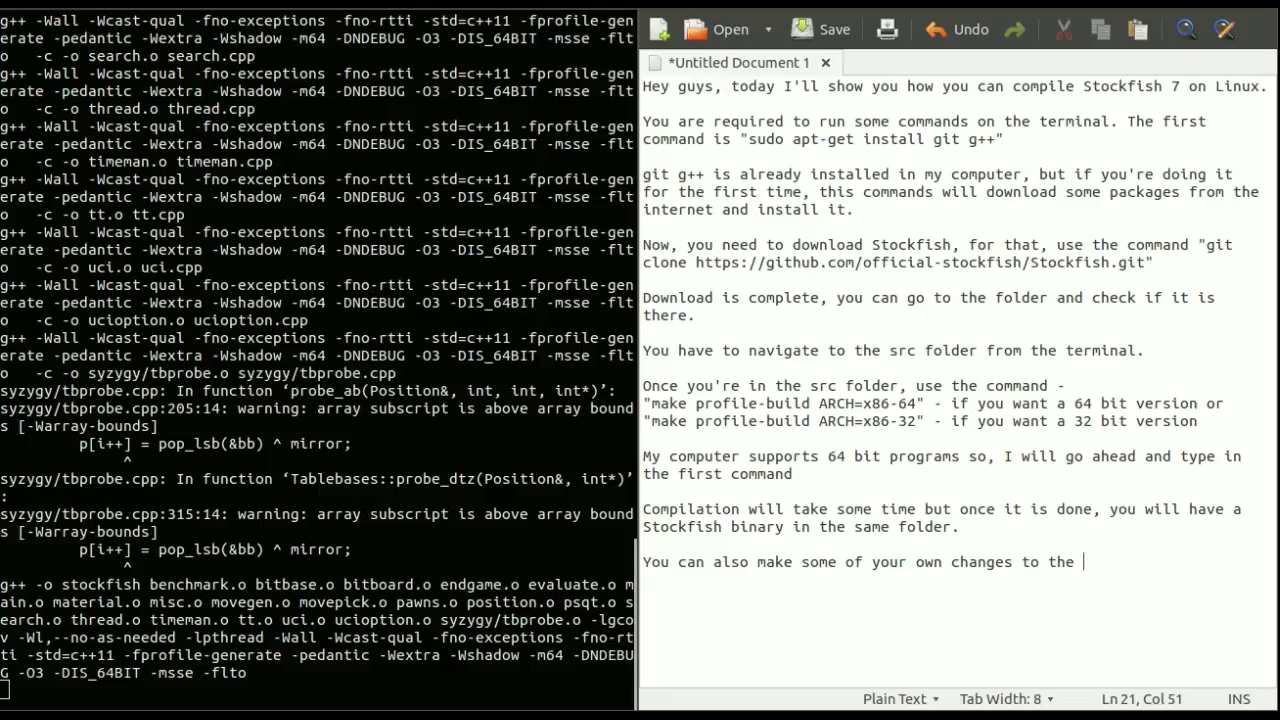 g++ -Wall -Wcast-qual -fno-exceptions -fno-rtti -std=c++11 -fprofile-gen
erate -pedantic -Wextra -Wshadow -m64 -DNDEBUG -O3 -DIS_64BIT -msse -flt
o    -c -o search.o search.cpp
g++ -Wall -Wcast-qual -fno-exceptions -fno-rtti -std=c++11 -fprofile-gen
erate -pedantic -Wextra -Wshadow -m64 -DNDEBUG -O3 -DIS_64BIT -msse -flt
o    -c -o thread.o thread.cpp
g++ -Wall -Wcast-qual -fno-exceptions -fno-rtti -std=c++11 -fprofile-gen
erate -pedantic -Wextra -Wshadow -m64 -DNDEBUG -O3 -DIS_64BIT -msse -flt
o    -c -o timeman.o timeman.cpp
g++ -Wall -Wcast-qual -fno-exceptions -fno-rtti -std=c++11 -fprofile-gen
erate -pedantic -Wextra -Wshadow -m64 -DNDEBUG -O3 -DIS_64BIT -msse -flt
o    -c -o tt.o tt.cpp
g++ -Wall -Wcast-qual -fno-exceptions -fno-rtti -std=c++11 -fprofile-gen
erate -pedantic -Wextra -Wshadow -m64 -DNDEBUG -O3 -DIS_64BIT -msse -flt
o    -c -o uci.o uci.cpp
g++ -Wall -Wcast-qual -fno-exceptions -fno-rtti -std=c++11 -fprofile-gen
erate -pedantic -Wextra -Wshadow -m64 -DNDEBUG -O3 -DIS_64BIT -msse -flt
o    -c -o ucioption.o ucioption.cpp
g++ -Wall -Wcast-qual -fno-exceptions -fno-rtti -std=c++11 -fprofile-gen
erate -pedantic -Wextra -Wshadow -m64 -DNDEBUG -O3 -DIS_64BIT -msse -flt
o    -c -o syzygy/tbprobe.o syzygy/tbprobe.cpp
syzygy/tbprobe.cpp: In function ‘probe_ab(Position&, int, int, int*)’:
syzygy/tbprobe.cpp:205:14: warning: array subscript is above array bound
s [-Warray-bounds]
         p[i++] = pop_lsb(&bb) ^ mirror;
              ^
syzygy/tbprobe.cpp: In function ‘Tablebases::probe_dtz(Position&, int*)’
:
syzygy/tbprobe.cpp:315:14: warning: array subscript is above array bound
s [-Warray-bounds]
         p[i++] = pop_lsb(&bb) ^ mirror;
              ^
g++ -o stockfish benchmark.o bitbase.o bitboard.o endgame.o evaluate.o m
ain.o material.o misc.o movegen.o movepick.o pawns.o position.o psqt.o s
earch.o thread.o timeman.o tt.o uci.o ucioption.o syzygy/tbprobe.o -lgco
v -Wl,--no-as-needed -lpthread -Wall -Wcast-qual -fno-exceptions -fno-rt
ti -std=c++11 -fprofile-generate -pedantic -Wextra -Wshadow -m64 -DNDEBU
G -O3 -DIS_64BIT -msse -flto
Open Save Undo
*Untitled Document 1 ×
Hey guys, today I'll show you how you can compile Stockfish 7 on Linux.
You are required to run some commands on the terminal. The first
command is "sudo apt-get install git g++"
git g++ is already installed in my computer, but if you're doing it
for the first time, this commands will download some packages from the
internet and install it.
Now, you need to download Stockfish, for that, use the command "git
clone https://github.com/official-stockfish/Stockfish.git"
Download is complete, you can go to the folder and check if it is
there.
You have to navigate to the src folder from the terminal.
Once you're in the src folder, use the command -
"make profile-build ARCH=x86-64" - if you want a 64 bit version or
"make profile-build ARCH=x86-32" - if you want a 32 bit version
My computer supports 64 bit programs so, I will go ahead and type in
the first command
Compilation will take some time but once it is done, you will have a
Stockfish binary in the same folder.
You can also make some of your own changes to the
Plain Text Tab Width: 8 Ln 21, Col 51 INS